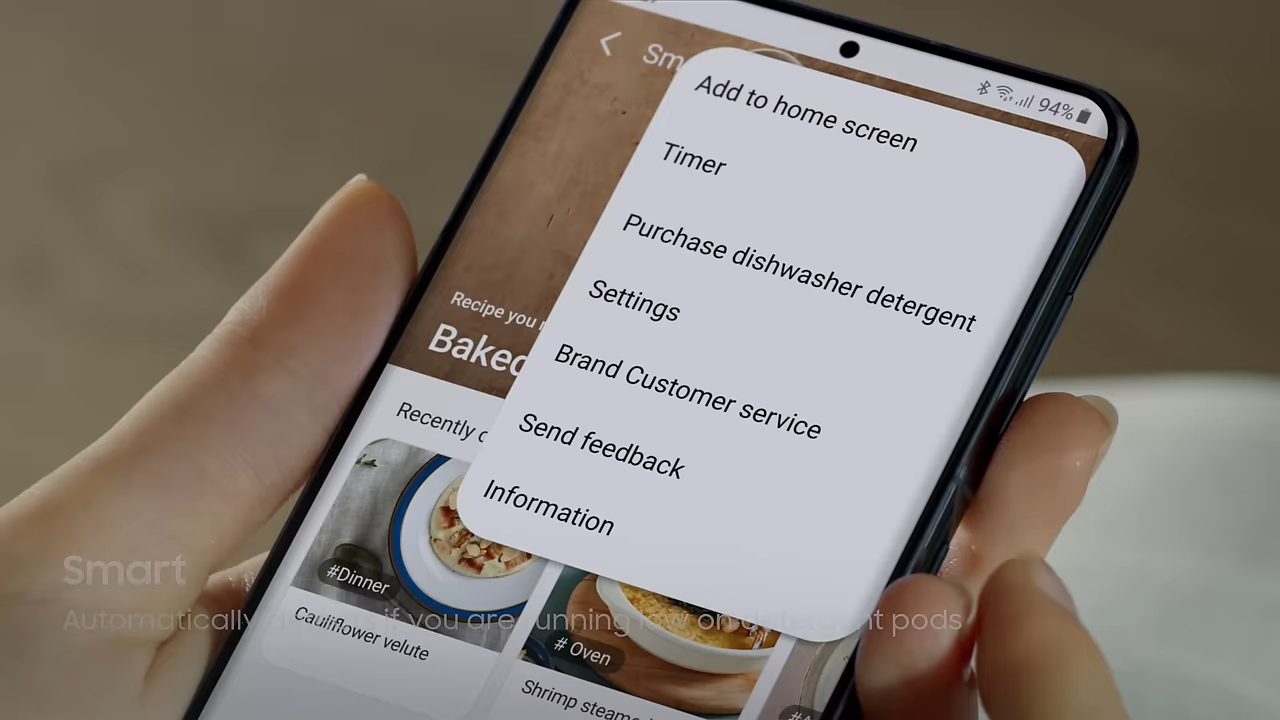 94%
Add to home screen
Timer
Purchase dishwasher detergent
Settings
Brand Customer service
Send feedback
Information
Recipe you
Baked
Recently
#Dinner
Cauliflower velute
# Oven
Shrimp steamed
Smart
Automatically if you are running low on detergent pods